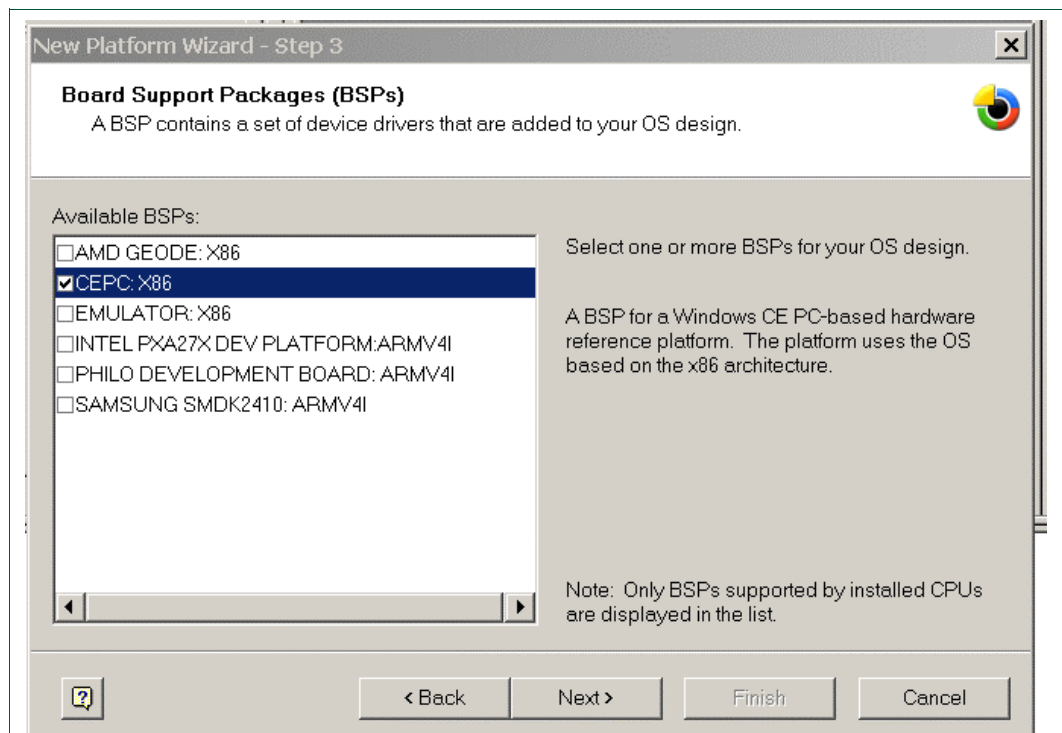 New Platform Wizard - Step 3
Board Support Packages (BSPs)
A BSP contains a set of device drivers that are added to your OS design.
Available BSPs:
AMD GEODE: X86
CEPC: X86
EMULATOR: X86
INTEL PXA27X DEV PLATFORM:ARMV4I
PHILO DEVELOPMENT BOARD: ARMV4I
SAMSUNG SMDK2410: ARMV4I
Select one or more BSPs for your OS design.
A BSP for a Windows CE PC-based hardware
reference platform. The platform uses the OS
based on the x86 architecture.
Note: Only BSPs supported by installed CPUs
are displayed in the list.
?
< Back
Next >
Finish
Cancel